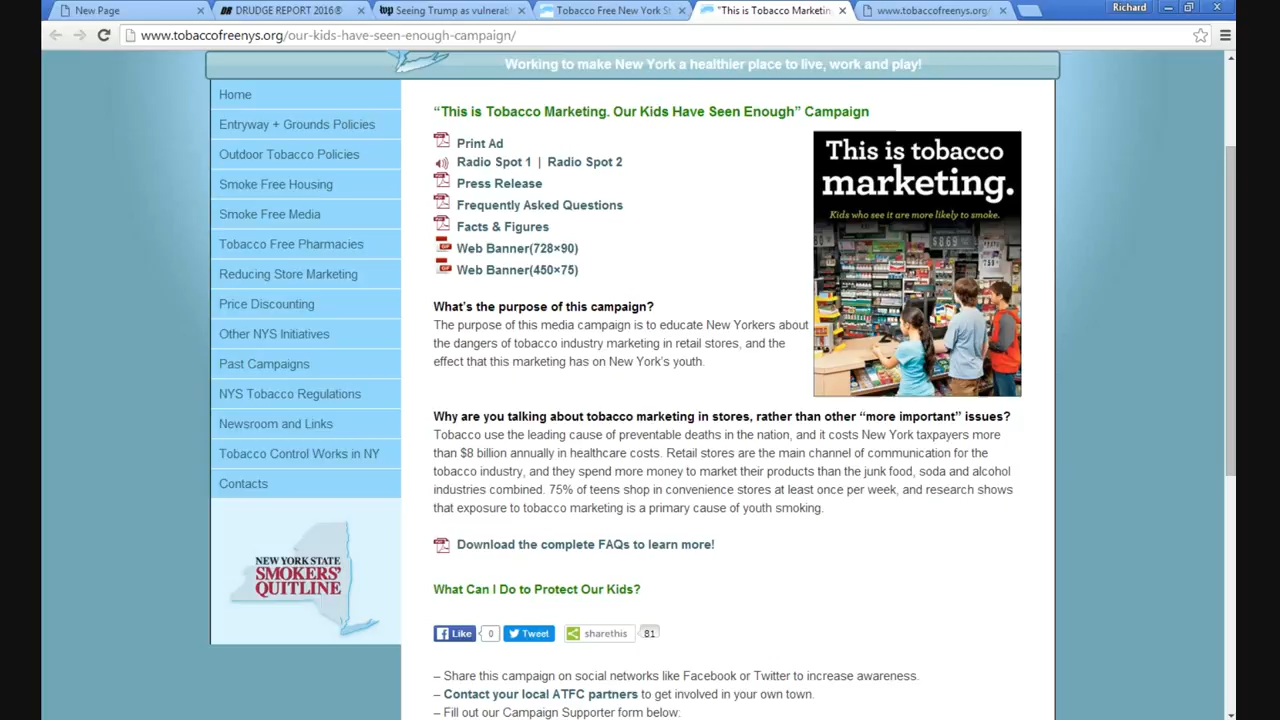 New Page
DRUDGE REPORT 2016®
Seeing Trump as vulnerab
Tobacco Free New York S
"This is Tobacco Marketin
www.tobaccofreenys.org/
Richard
www.tobaccofreenys.org/our-kids-have-seen-enough-campaign/
Working to make New York a healthier place to live, work and play!
Home
Entryway + Grounds Policies
Outdoor Tobacco Policies
Smoke Free Housing
Smoke Free Media
Tobacco Free Pharmacies
Reducing Store Marketing
Price Discounting
Other NYS Initiatives
Past Campaigns
NYS Tobacco Regulations
Newsroom and Links
Tobacco Control Works in NY
Contacts
NEW YORK STATE
SMOKERS'
QUITLINE
“This is Tobacco Marketing. Our Kids Have Seen Enough” Campaign
Print Ad
Radio Spot 1 | Radio Spot 2
Press Release
Frequently Asked Questions
Facts & Figures
Web Banner(728×90)
Web Banner(450×75)
This is tobacco
marketing.
Kids who see it are more likely to smoke.
What’s the purpose of this campaign?
The purpose of this media campaign is to educate New Yorkers about
the dangers of tobacco industry marketing in retail stores, and the
effect that this marketing has on New York’s youth.
Why are you talking about tobacco marketing in stores, rather than other “more important” issues?
Tobacco use the leading cause of preventable deaths in the nation, and it costs New York taxpayers more
than $8 billion annually in healthcare costs. Retail stores are the main channel of communication for the
tobacco industry, and they spend more money to market their products than the junk food, soda and alcohol
industries combined. 75% of teens shop in convenience stores at least once per week, and research shows
that exposure to tobacco marketing is a primary cause of youth smoking.
Download the complete FAQs to learn more!
What Can I Do to Protect Our Kids?
Like 0 Tweet sharethis 81
– Share this campaign on social networks like Facebook or Twitter to increase awareness.
– Contact your local ATFC partners to get involved in your own town.
– Fill out our Campaign Supporter form below: